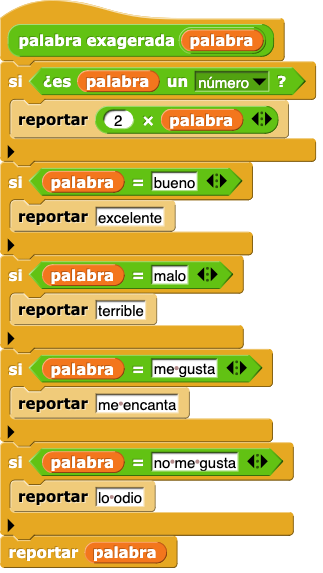 palabra exagerada palabra
si ¿es palabra un número ?
reportar 2 × palabra
si palabra = bueno
reportar excelente
si palabra = malo
reportar terrible
si palabra = me gusta
reportar me encanta
si palabra = no me gusta
reportar lo odio
reportar palabra